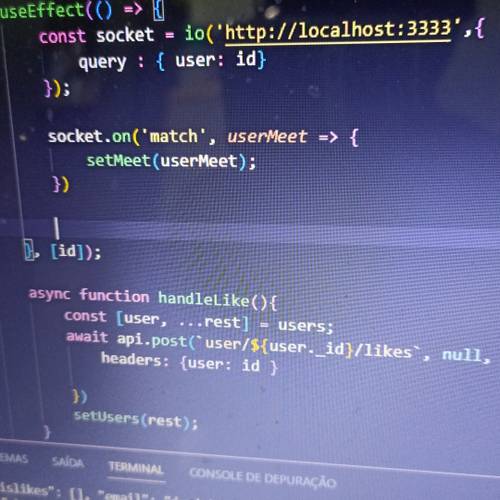 useEffect(() => {
const socket = io('http://localhost:3333',{
query : { user: id}
});
socket.on('match', userMeet => {
setMeet(userMeet);
})
}, [id]);
async function handleLike(){
const [user, ...rest] = users;
await api.post(`user/${user._id}/likes`, null,
headers: {user: id }
})
setUsers(rest);
}
EMAS SAÍDA TERMINAL CONSOLE DE DEPURAÇÃO
islikes": [], "email":